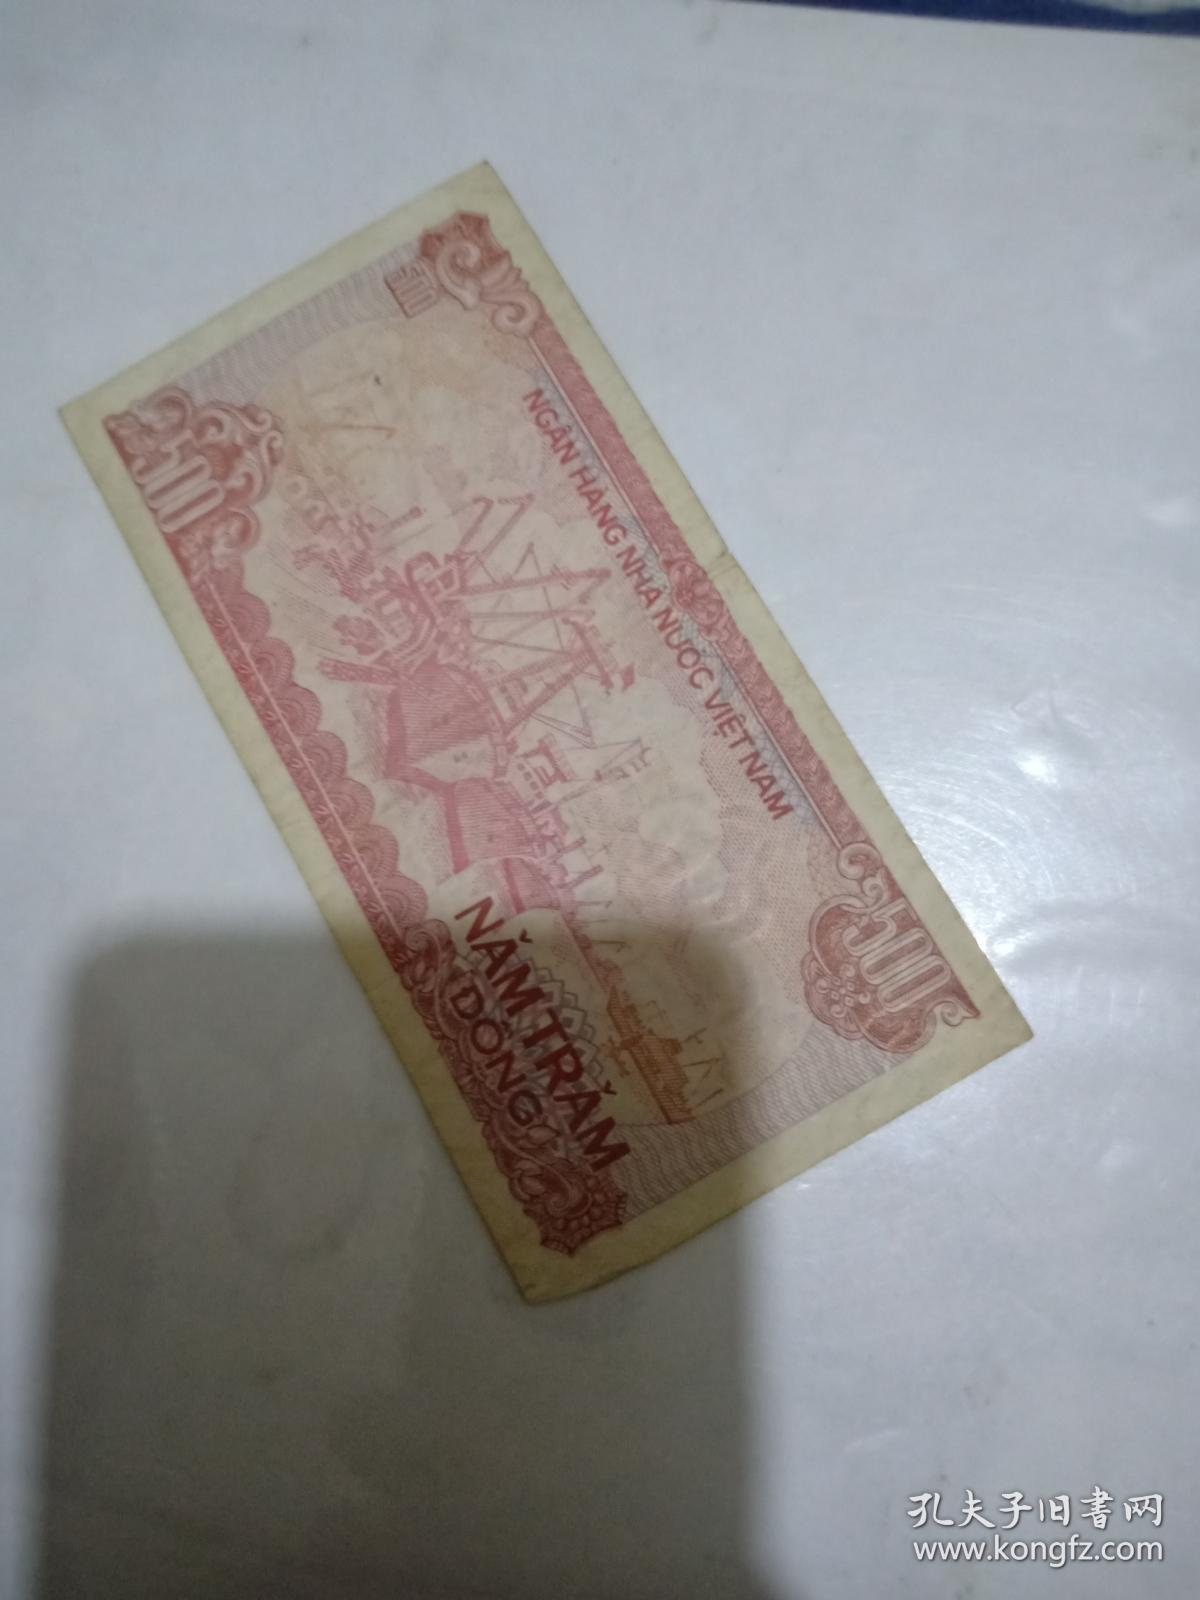 500
NGÂN HÀNG NHÀ NƯỚC VIỆT NAM
500
500
NĂM TRĂM
ĐỒNG
孔夫子旧书网
www.kongfz.com